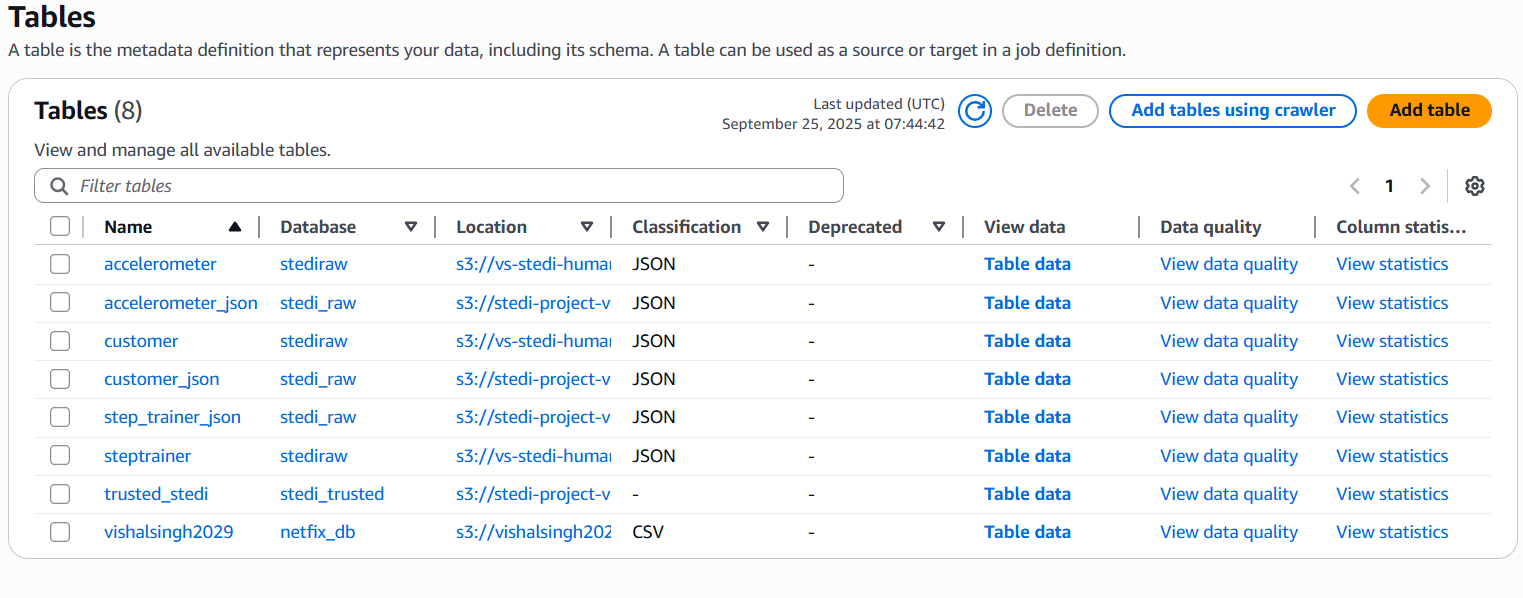 Tables
A table is the metadata definition that represents your data, including its schema. A table can be used as a source or target in a job definition.
Tables (8)
Last updated (UTC)
September 25, 2025 at 07:44:42
Delete
Add tables using crawler
Add table
View and manage all available tables.
Filter tables
1
Name Database Location Classification Deprecated View data Data quality Column statis...
accelerometer stediraw s3://vs-stedi-humar JSON - Table data View data quality View statistics
accelerometer_json stedi_raw s3://stedi-project-v JSON - Table data View data quality View statistics
customer stediraw s3://vs-stedi-humar JSON - Table data View data quality View statistics
customer_json stedi_raw s3://stedi-project-v JSON - Table data View data quality View statistics
step_trainer_json stedi_raw s3://stedi-project-v JSON - Table data View data quality View statistics
steptrainer stediraw s3://vs-stedi-humar JSON - Table data View data quality View statistics
trusted_stedi stedi_trusted s3://stedi-project-v - - Table data View data quality View statistics
vishalsingh2029 netfix_db s3://vishalsingh202 CSV - Table data View data quality View statistics